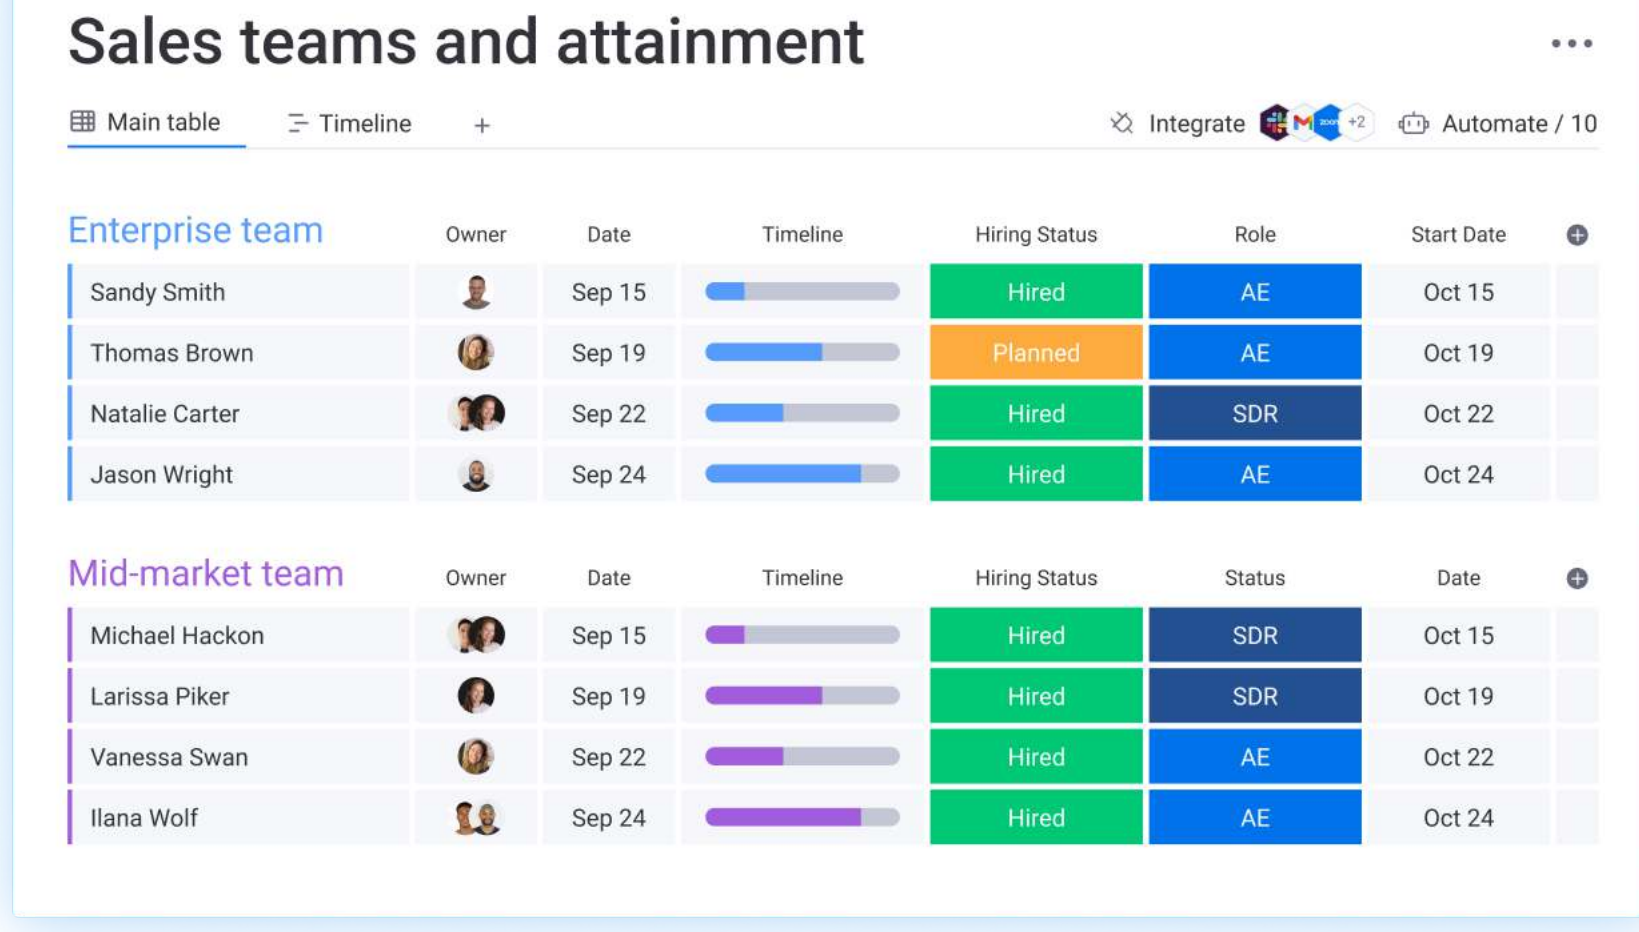 Sales teams and attainment
Main table Timeline + Integrate zoom +2 Automate / 10
Enterprise team Owner Date Timeline Hiring Status Role Start Date
Sandy Smith Sep 15 Hired AE Oct 15
Thomas Brown Sep 19 Planned AE Oct 19
Natalie Carter Sep 22 Hired SDR Oct 22
Jason Wright Sep 24 Hired AE Oct 24
Mid-market team Owner Date Timeline Hiring Status Status Date
Michael Hackon Sep 15 Hired SDR Oct 15
Larissa Piker Sep 19 Hired SDR Oct 19
Vanessa Swan Sep 22 Hired AE Oct 22
Ilana Wolf Sep 24 Hired AE Oct 24